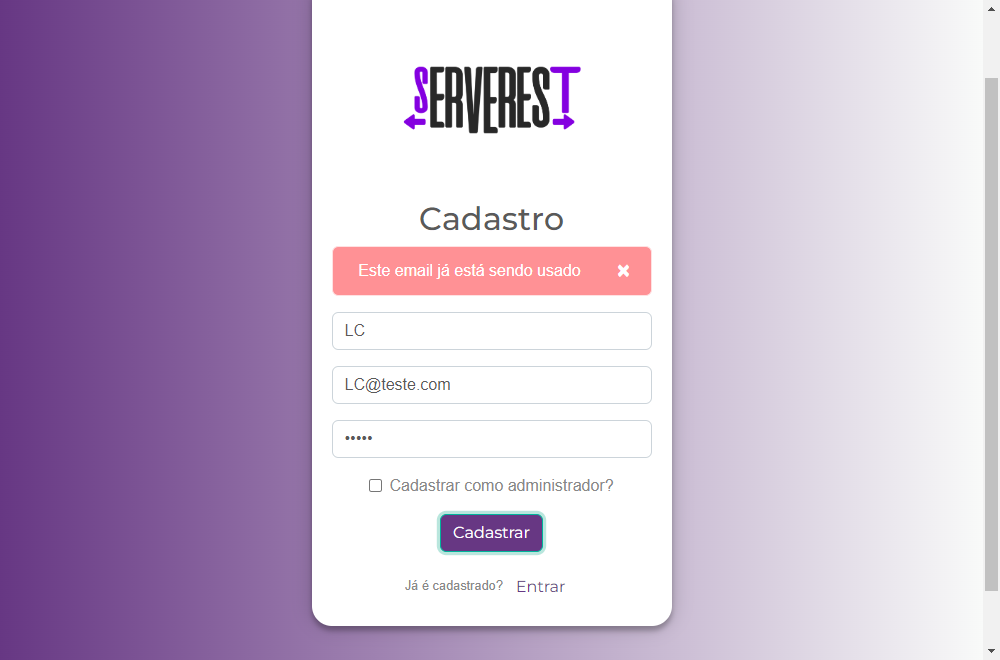 SERVEREST
Cadastro
Este email já está sendo usado
LC
LC@teste.com
•••••
Cadastrar como administrador?
Cadastrar
Já é cadastrado? Entrar